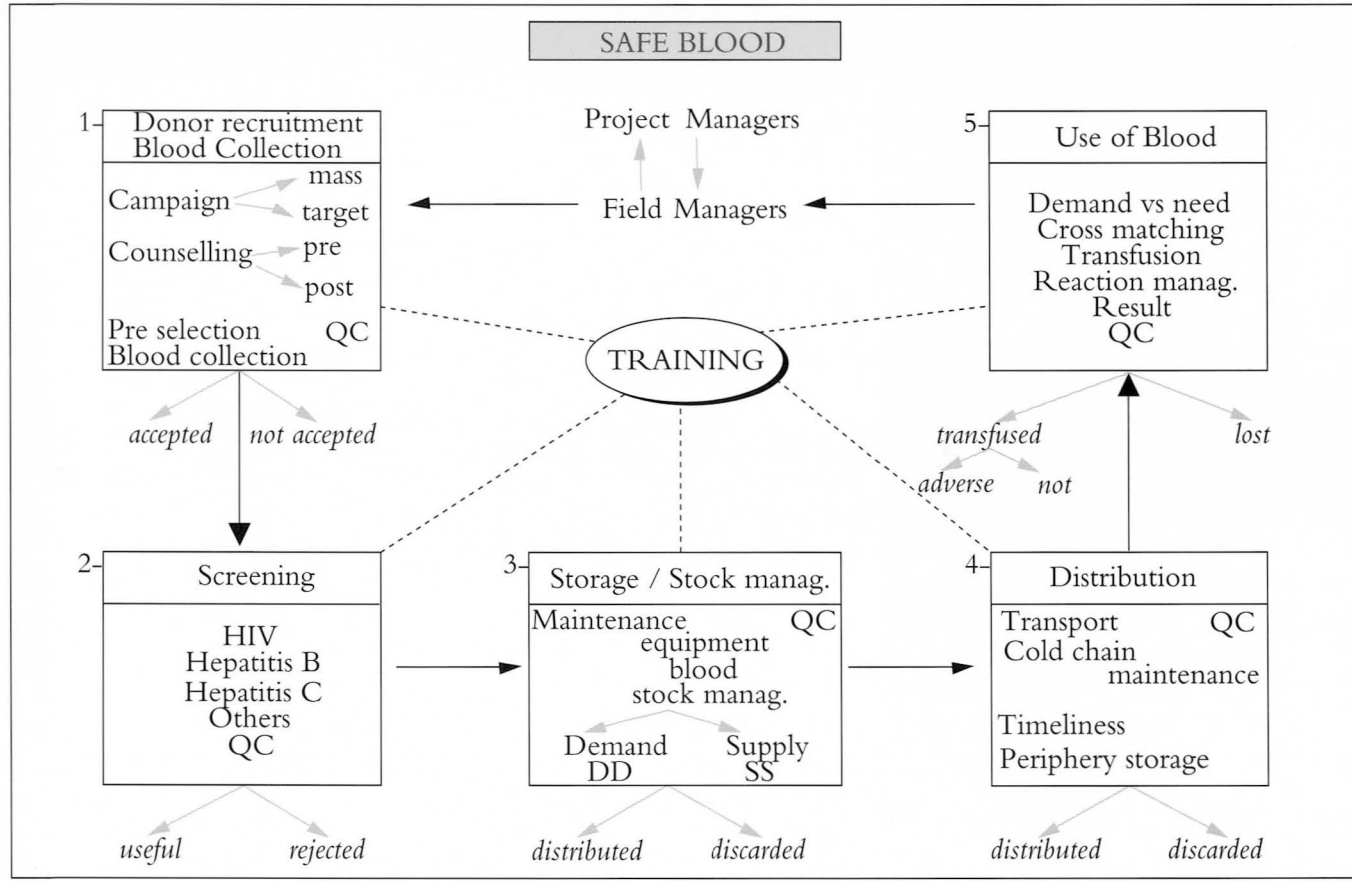 SAFE BLOOD
1
Donor recruitment
Blood Collection
Campaign
mass
target
Counselling
pre
post
Pre selection QC
Blood collection
accepted not accepted
Project Managers
Field Managers
5
Use of Blood
Demand vs need
Cross matching
Transfusion
Reaction manag.
Result
QC
transfused lost
adverse not
TRAINING
2
Screening
HIV
Hepatitis B
Hepatitis C
Others
QC
useful rejected
3
Storage / Stock manag.
Maintenance QC
equipment
blood
stock manag.
Demand Supply
DD SS
distributed discarded
4
Distribution
Transport QC
Cold chain
maintenance
Timeliness
Periphery storage
distributed discarded